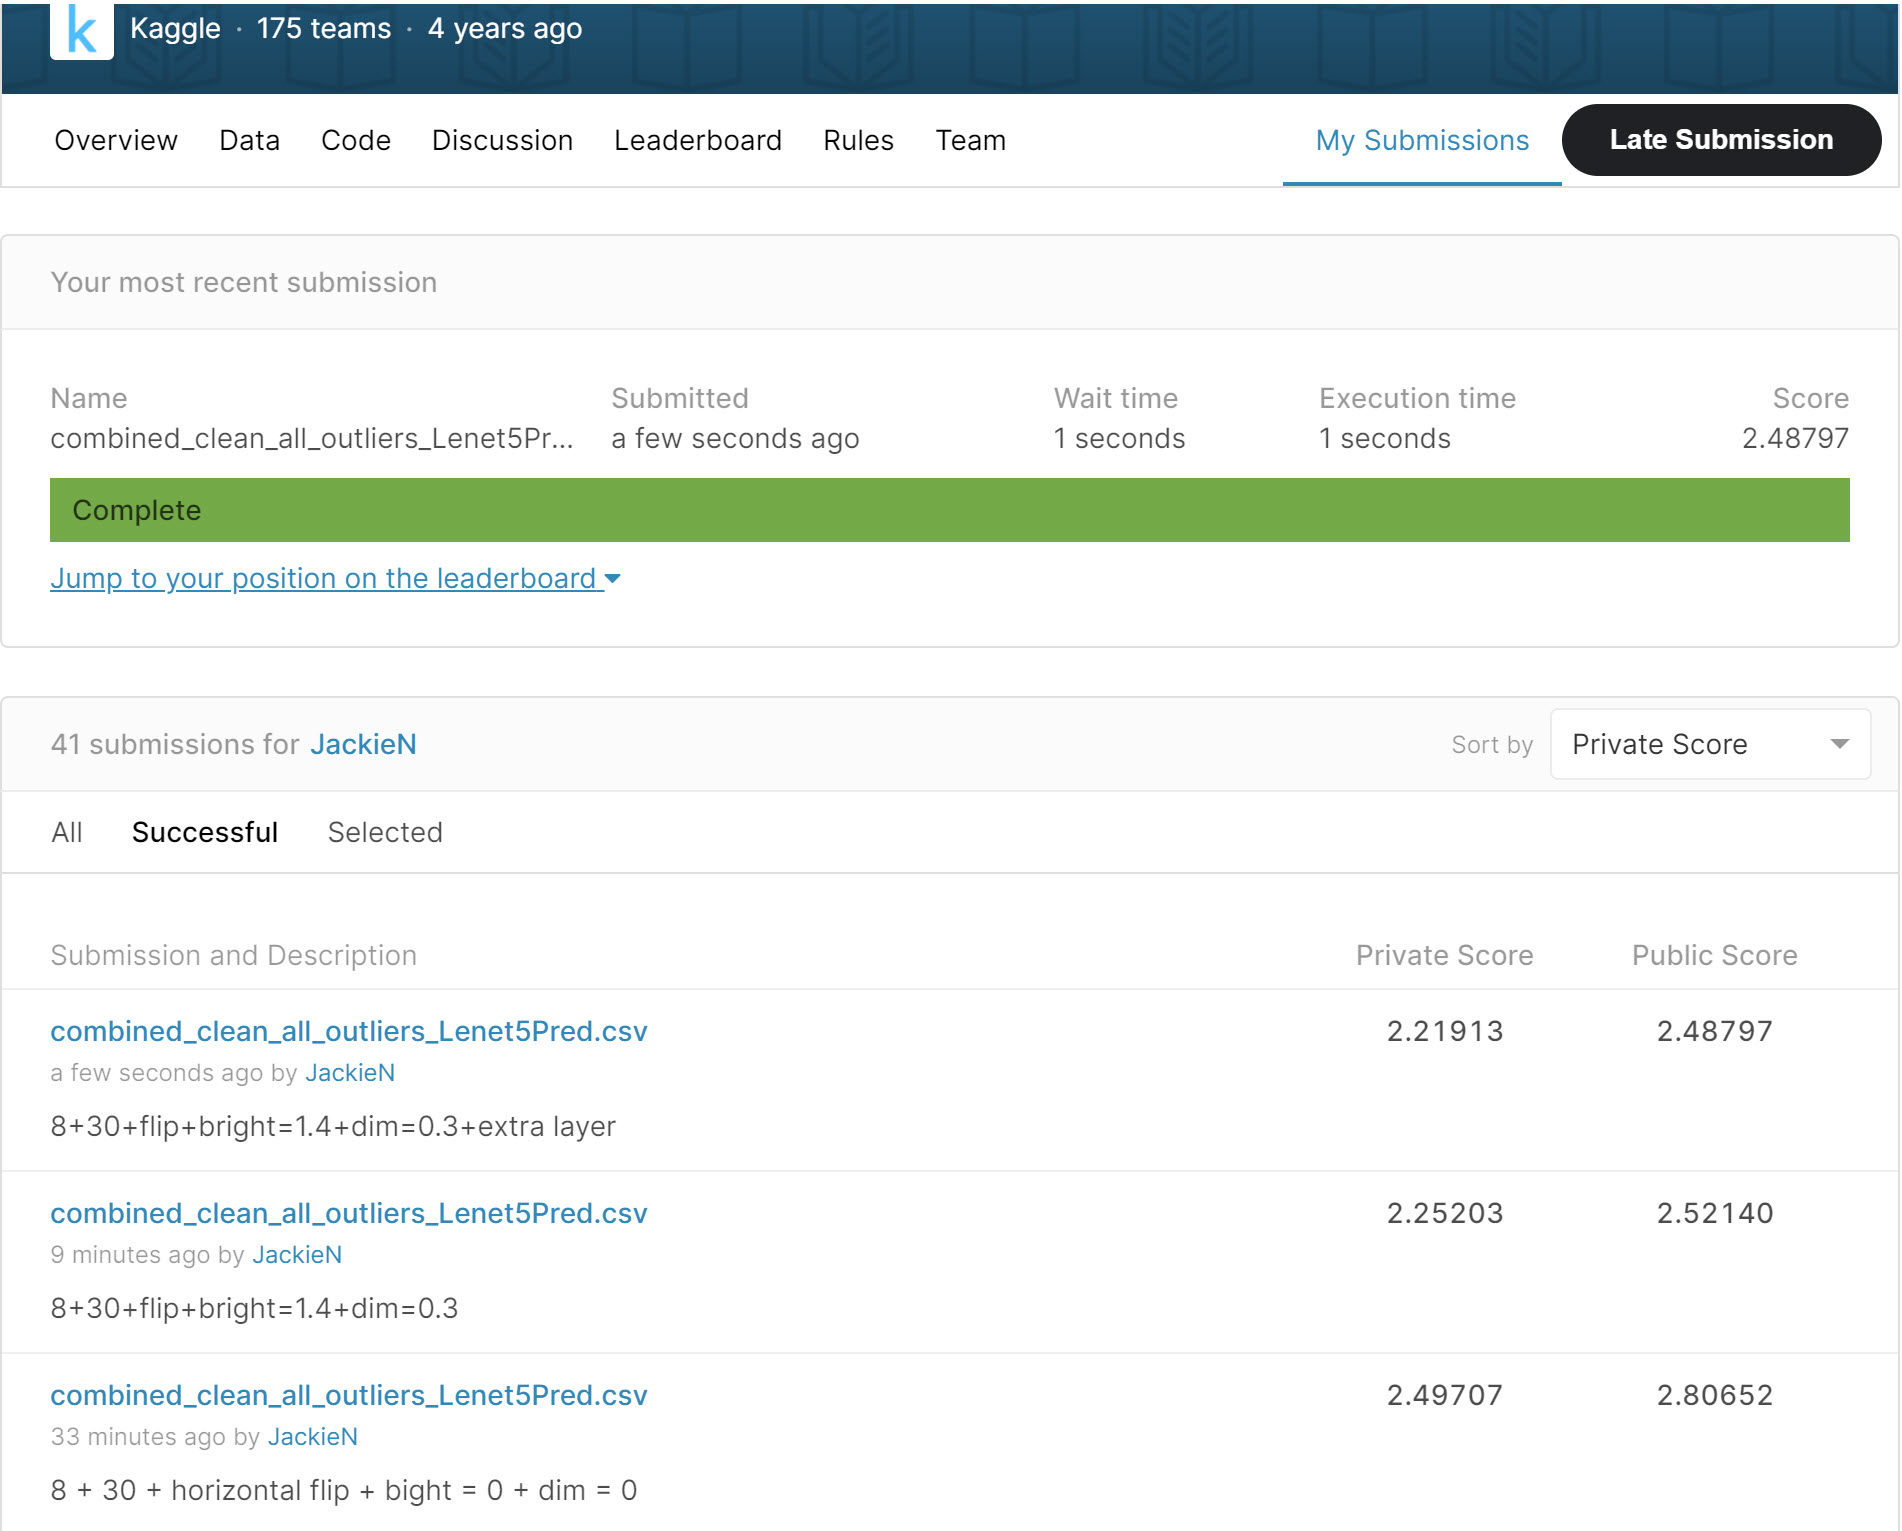 k
Kaggle · 175 teams · 4 years ago
Overview Data Code Discussion Leaderboard Rules Team My Submissions Late Submission
Your most recent submission
Name Submitted Wait time Execution time Score
combined_clean_all_outliers_Lenet5Pr... a few seconds ago 1 seconds 1 seconds 2.48797
Complete
Jump to your position on the leaderboard
41 submissions for JackieN Sort by Private Score
All Successful Selected
Submission and Description Private Score Public Score
combined_clean_all_outliers_Lenet5Pred.csv 2.21913 2.48797
a few seconds ago by JackieN
8+30+flip+bright=1.4+dim=0.3+extra layer
combined_clean_all_outliers_Lenet5Pred.csv 2.25203 2.52140
9 minutes ago by JackieN
8+30+flip+bright=1.4+dim=0.3
combined_clean_all_outliers_Lenet5Pred.csv 2.49707 2.80652
33 minutes ago by JackieN
8 + 30 + horizontal flip + bight = 0 + dim = 0